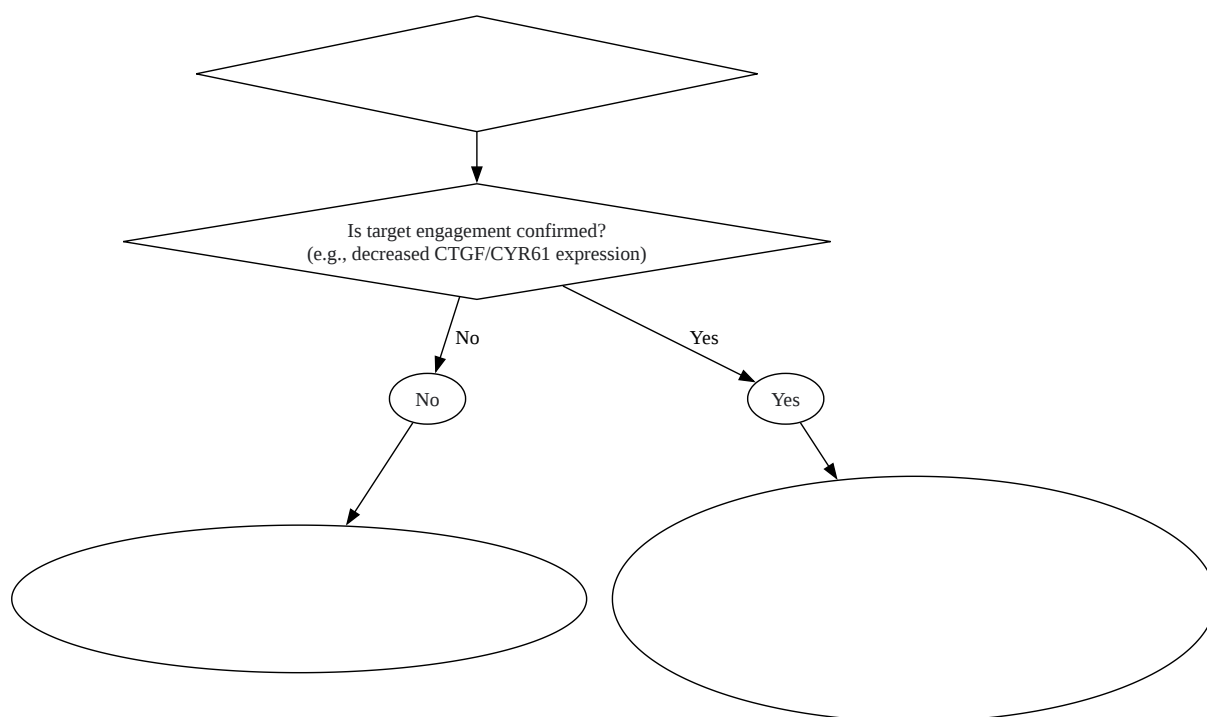 Is target engagement confirmed?
(e.g., decreased CTGF/CYR61 expression)
No
Yes
No
Yes